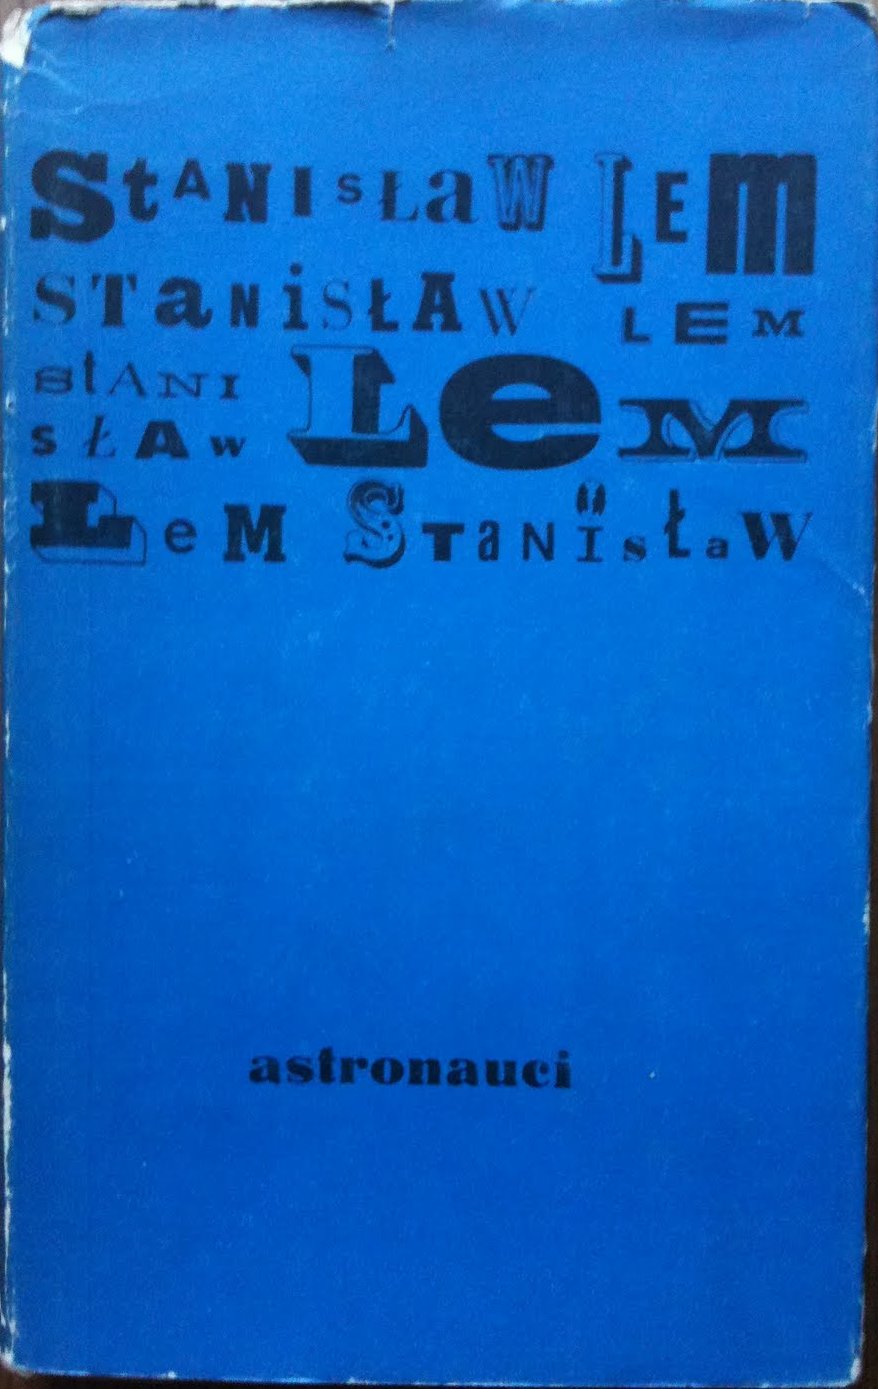 StANISŁaW LEM
STaNiSŁAW LEM
StANI LeM
SŁAW
LeM StaNISŁaW
astronauci